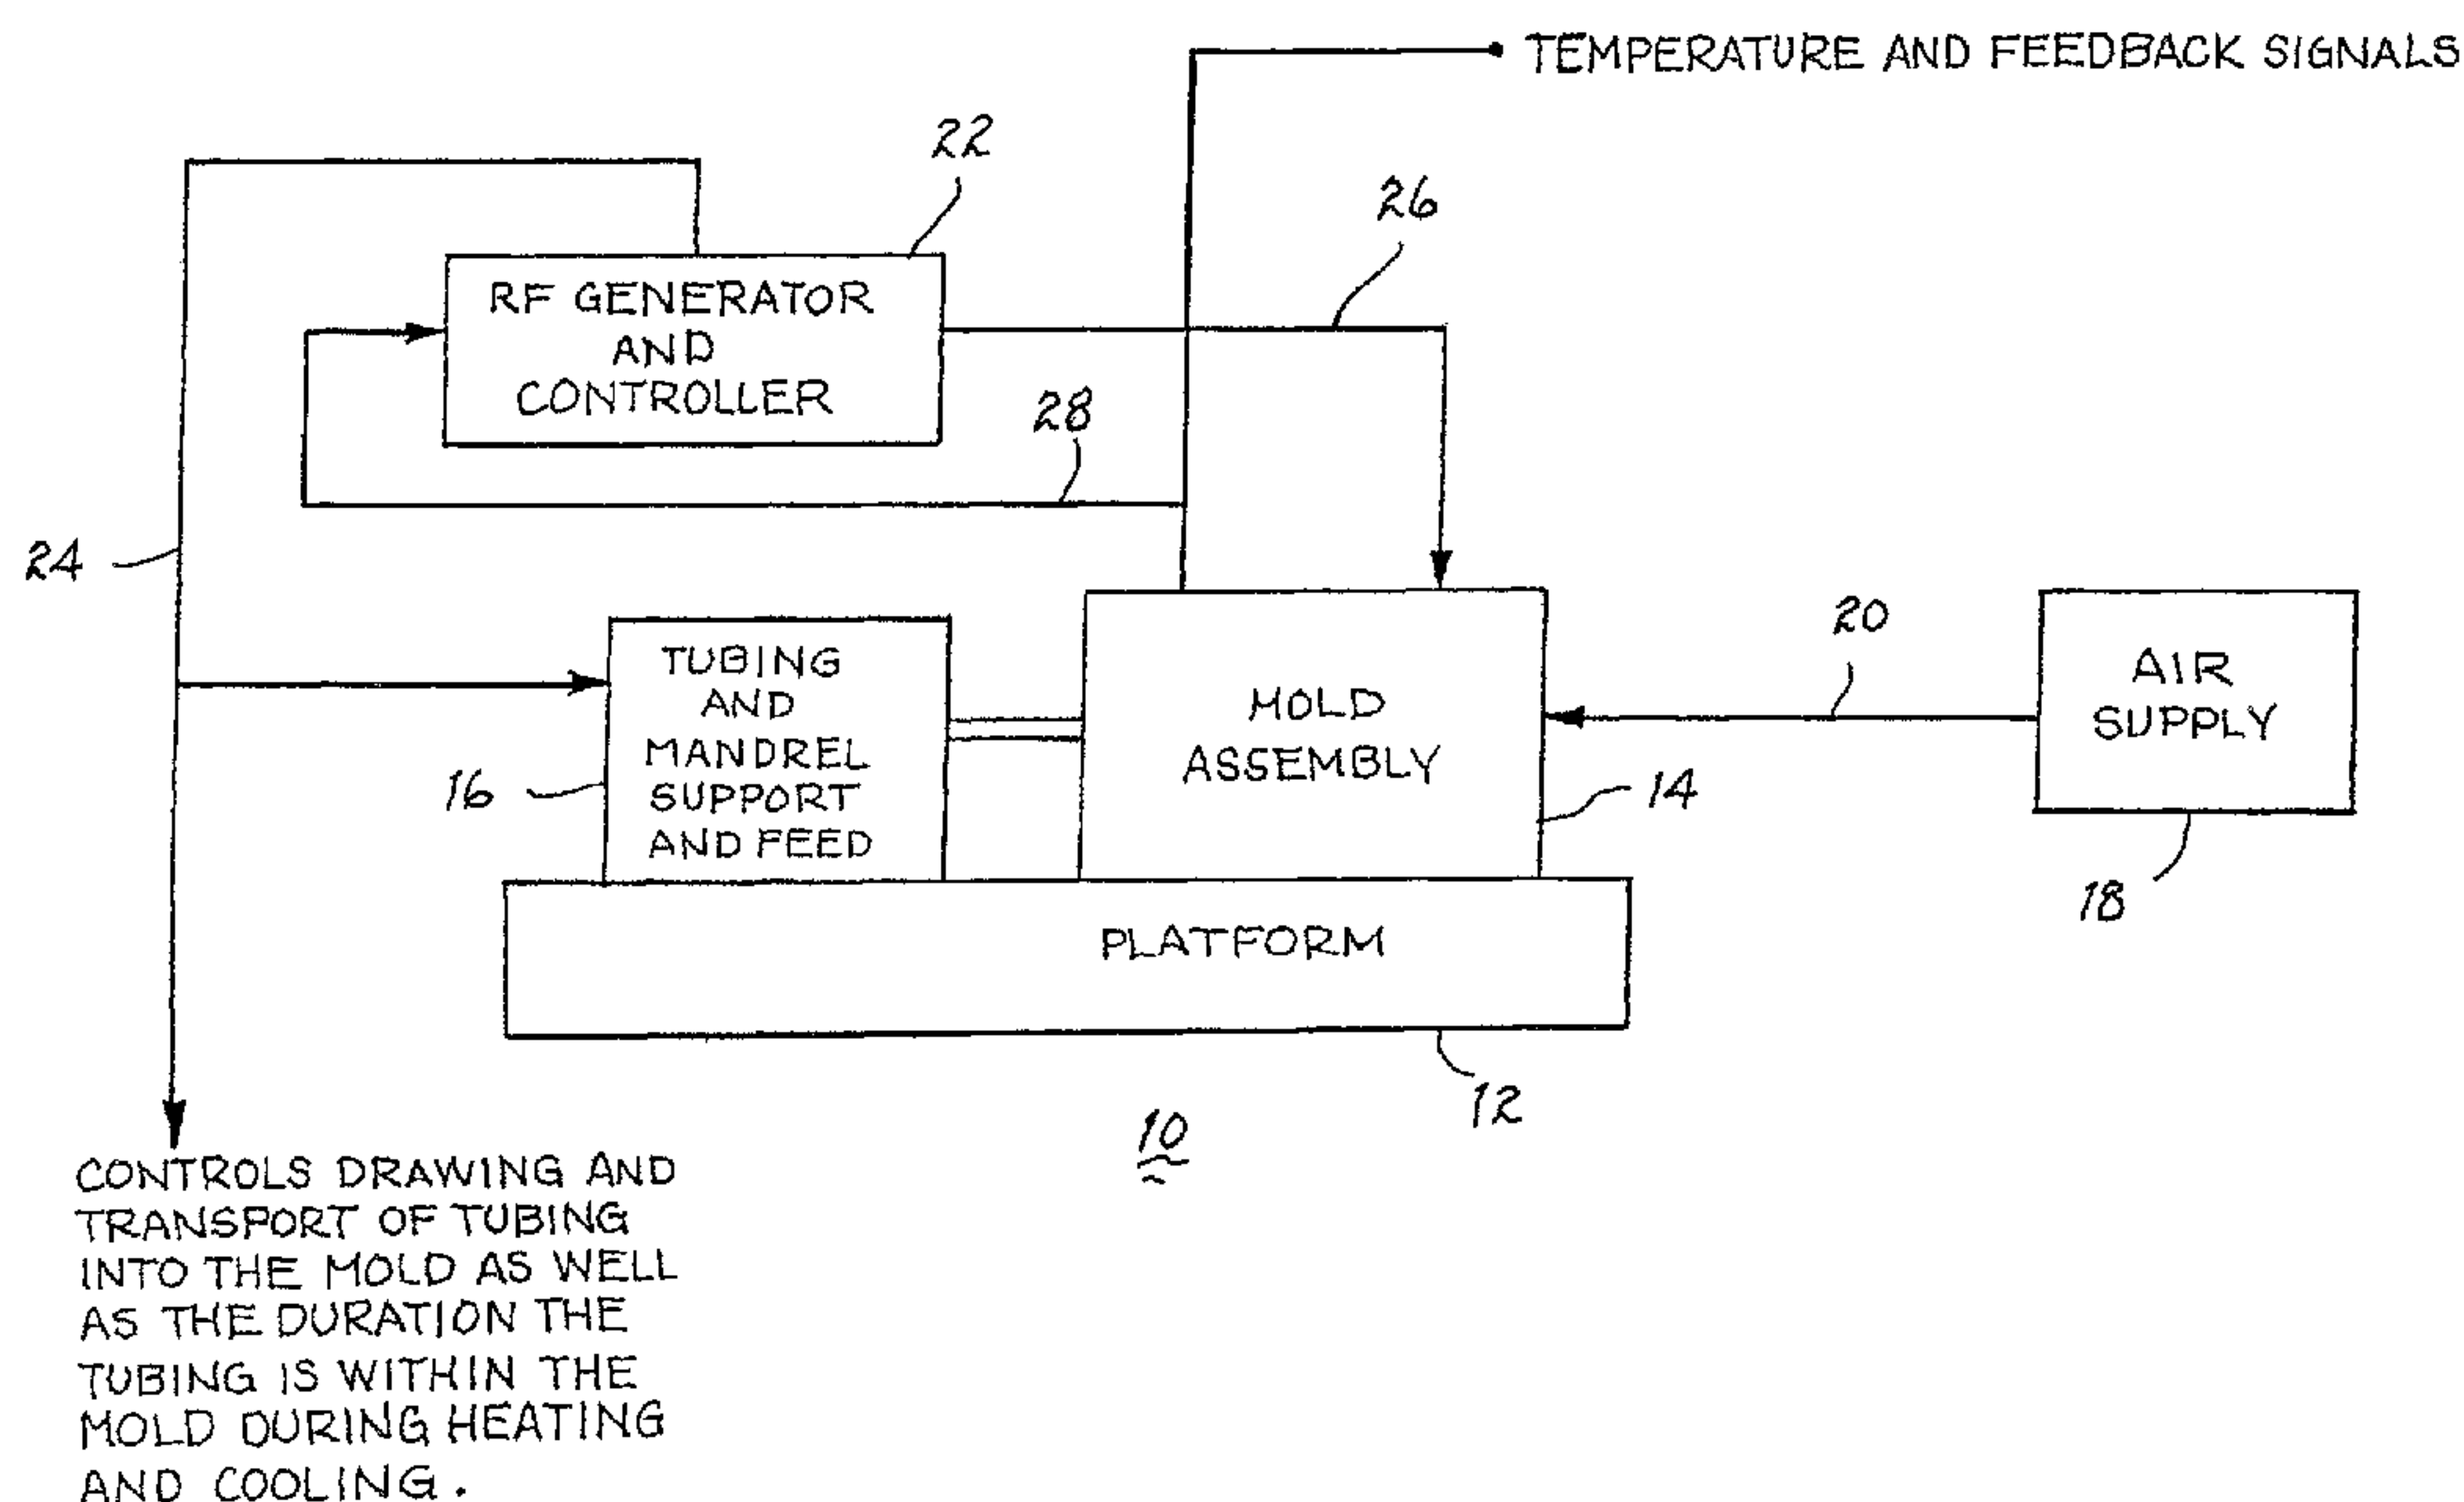 TEMPERATURE AND FEEDBACK SIGNALS
22
26
RF GENERATOR
AND
CONTROLLER
28
24
20
TUBING
AND
MANDREL
SUPPORT
AND FEED
16
MOLD
ASSEMBLY
14
AIR
SUPPLY
18
PLATFORM
12
10
CONTROLS DRAWING AND
TRANSPORT OF TUBING
INTO THE MOLD AS WELL
AS THE DURATION THE
TUBING IS WITHIN THE
MOLD DURING HEATING
AND COOLING.